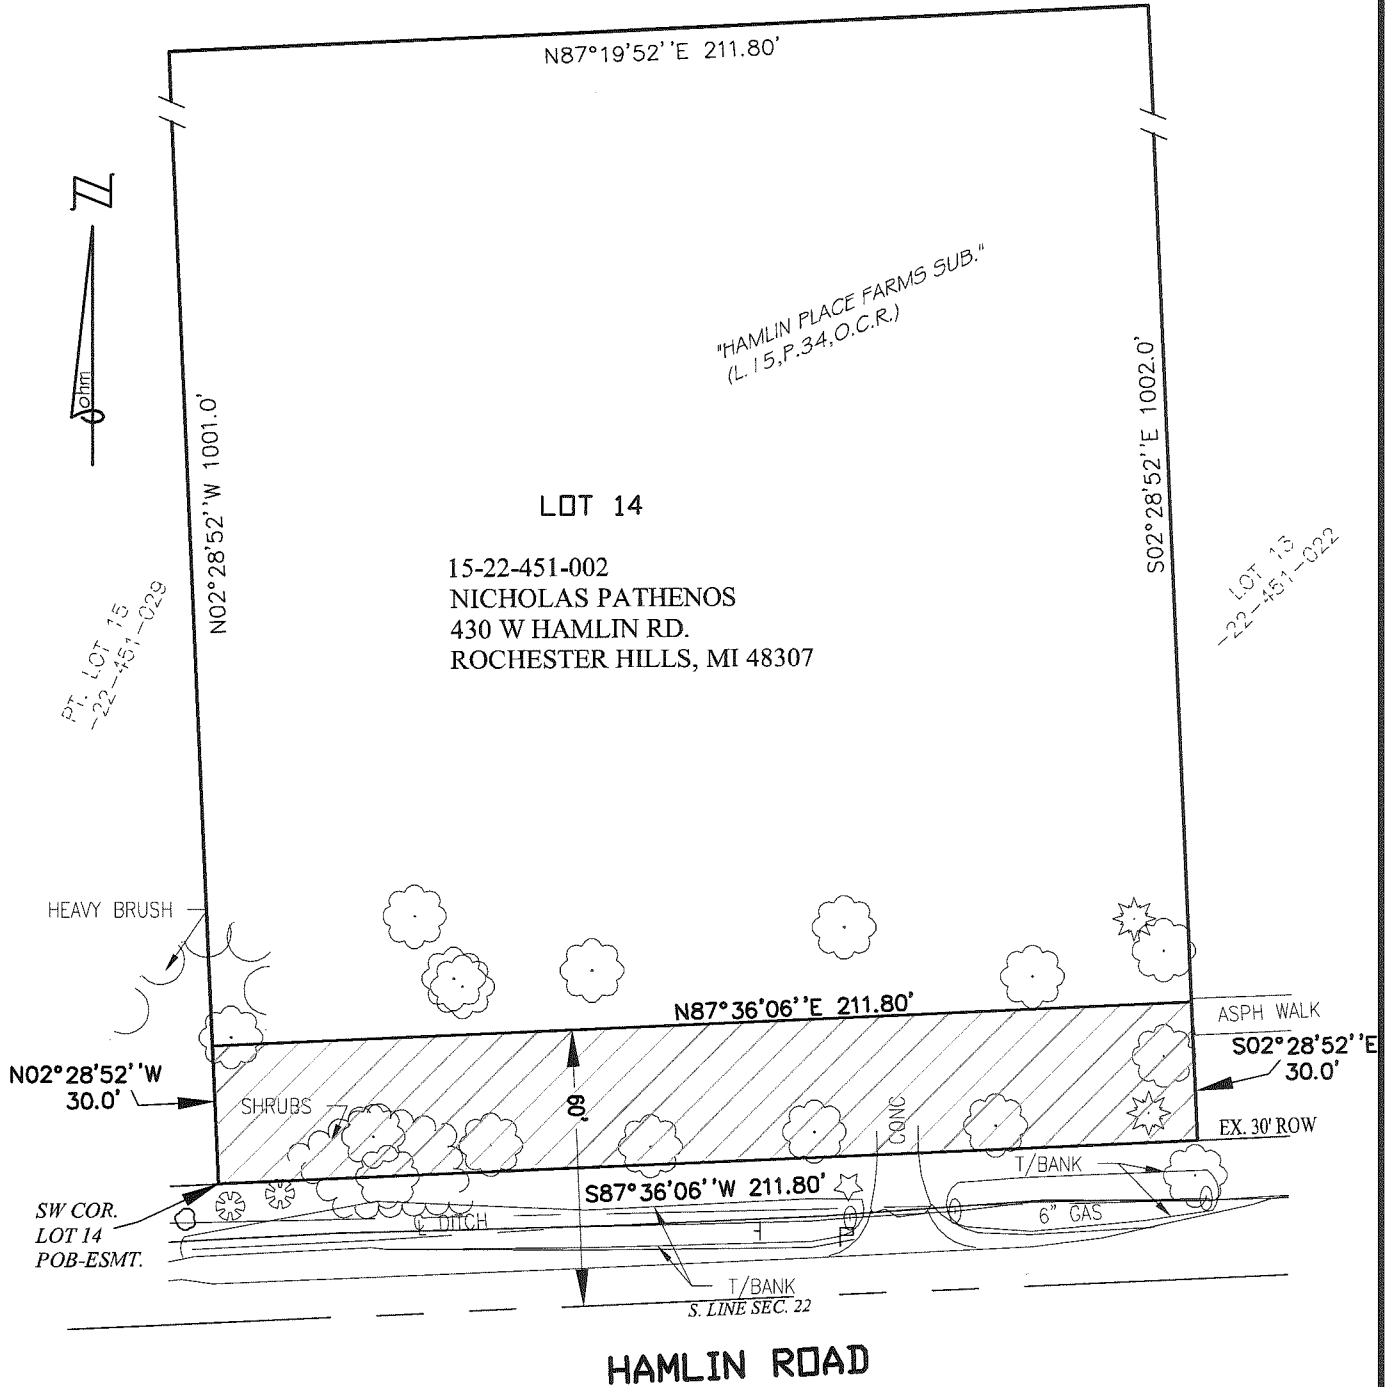 N87°19'52''E 211.80'
Z
ohm
"HAMLIN PLACE FARMS SUB."
(L.15,P.34,O.C.R.)
N02°28'52''W 1001.0'
S02°28'52''E 1002.0'
LOT 14
15-22-451-002
NICHOLAS PATHENOS
430 W HAMLIN RD.
ROCHESTER HILLS, MI 48307
PT. LOT 15
-22-451-029
LOT 13
-22-451-022
HEAVY BRUSH
N87°36'06''E 211.80'
ASPH WALK
N02°28'52''W
30.0'
S02°28'52''E
30.0'
60'
SHRUBS
CONC
EX. 30' ROW
T/BANK
S87°36'06''W 211.80'
SW COR.
LOT 14
POB-ESMT.
℄ DITCH
6" GAS
T/BANK
S. LINE SEC. 22
HAMLIN ROAD